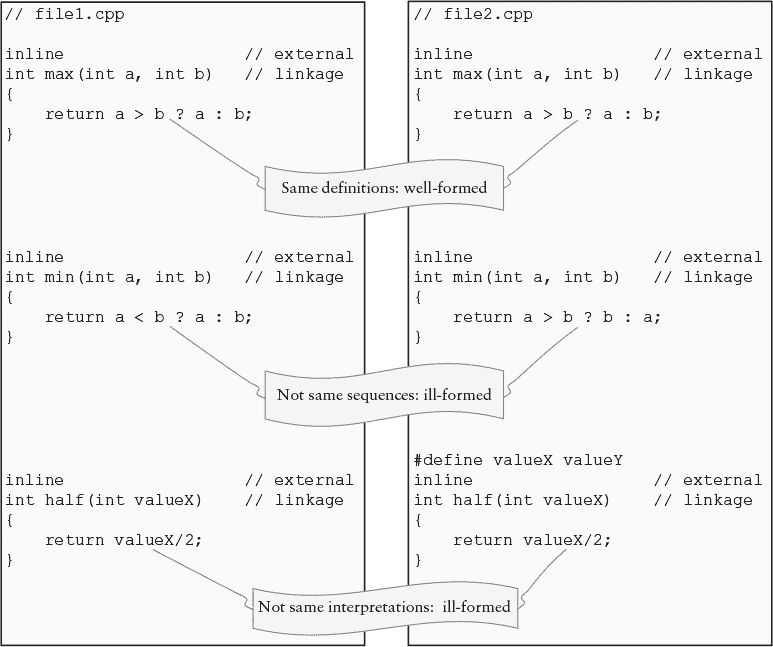 // file1.cpp
inline // external
int max(int a, int b) // linkage
{
return a > b ? a : b;
}
// file2.cpp
inline // external
int max(int a, int b) // linkage
{
return a > b ? a : b;
}
Same definitions: well-formed
inline // external
int min(int a, int b) // linkage
{
return a < b ? a : b;
}
inline // external
int min(int a, int b) // linkage
{
return a > b ? b : a;
}
Not same sequences: ill-formed
inline // external
int half(int valueX) // linkage
{
return valueX/2;
}
#define valueX valueY
inline // external
int half(int valueX) // linkage
{
return valueX/2;
}
Not same interpretations: ill-formed